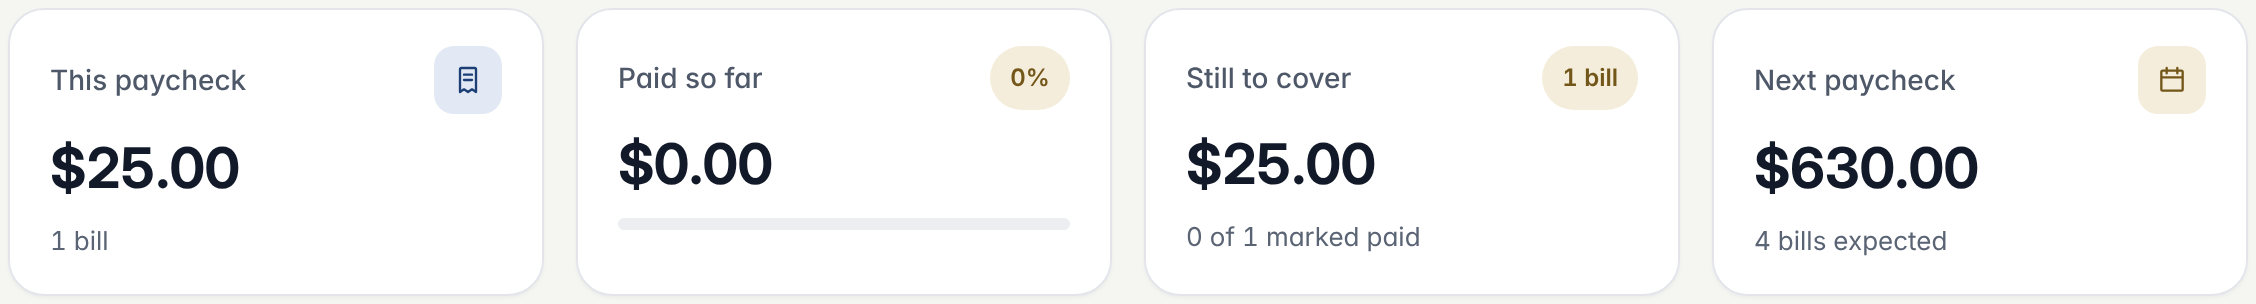 This paycheck
$25.00
1 bill
Paid so far
0%
$0.00
Still to cover
1 bill
$25.00
0 of 1 marked paid
Next paycheck
$630.00
4 bills expected